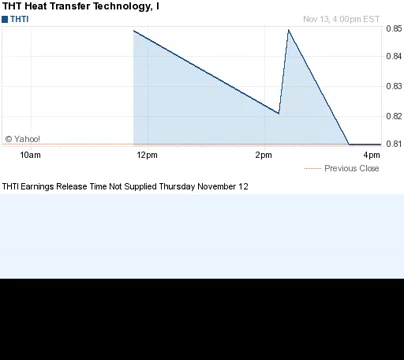 THT Heat Transfer Technology, I
THTI
Nov 13, 4:00pm EST
0.85
0.84
0.83
0.82
0.81
© Yahoo!
10am
12pm
2pm
4pm
Previous Close
THTI Earnings Release Time Not Supplied Thursday November 12